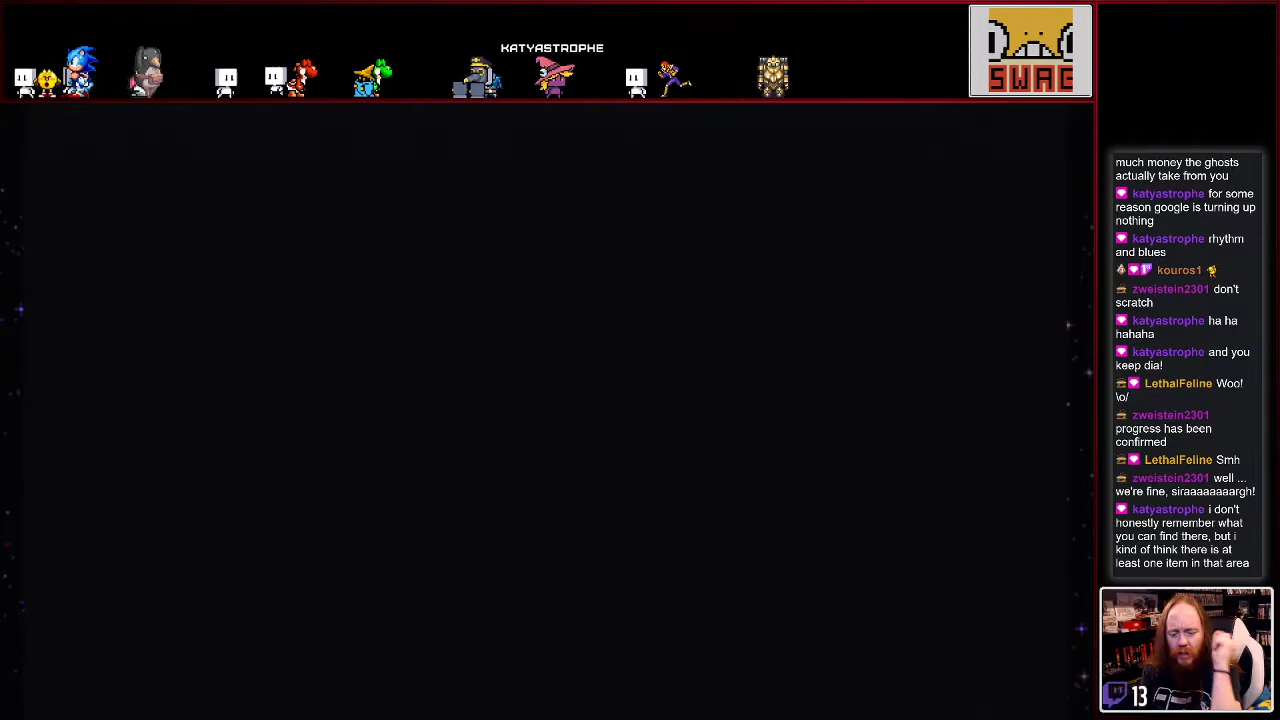 KATYASTROPHE
SWAG
much money the ghosts
actually take from you
katyastrophe for some
reason google is turning up
nothing
katyastrophe rhythm
and blues
kouros1
zweistein2301 don't
scratch
katyastrophe ha ha
hahaha
katyastrophe and you
keep dia!
LethalFeline Woo!
\o/
zweistein2301
progress has been
confirmed
LethalFeline Smh
zweistein2301 well ...
we're fine, siraaaaaaargh!
katyastrophe i don't
honestly remember what
you can find there, but i
kind of think there is at
least one item in that area
13